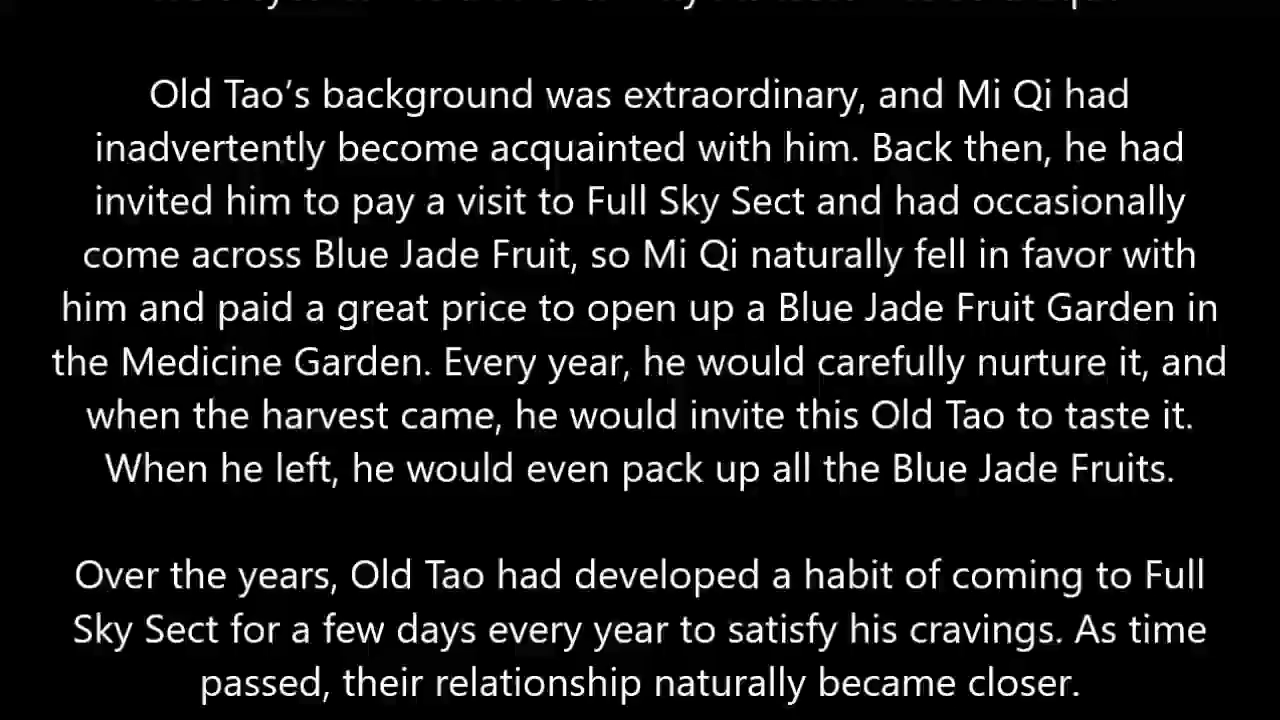 Old Tao’s background was extraordinary, and Mi Qi had
inadvertently become acquainted with him. Back then, he had
invited him to pay a visit to Full Sky Sect and had occasionally
come across Blue Jade Fruit, so Mi Qi naturally fell in favor with
him and paid a great price to open up a Blue Jade Fruit Garden in
the Medicine Garden. Every year, he would carefully nurture it, and
when the harvest came, he would invite this Old Tao to taste it.
When he left, he would even pack up all the Blue Jade Fruits.
Over the years, Old Tao had developed a habit of coming to Full
Sky Sect for a few days every year to satisfy his cravings. As time
passed, their relationship naturally became closer.